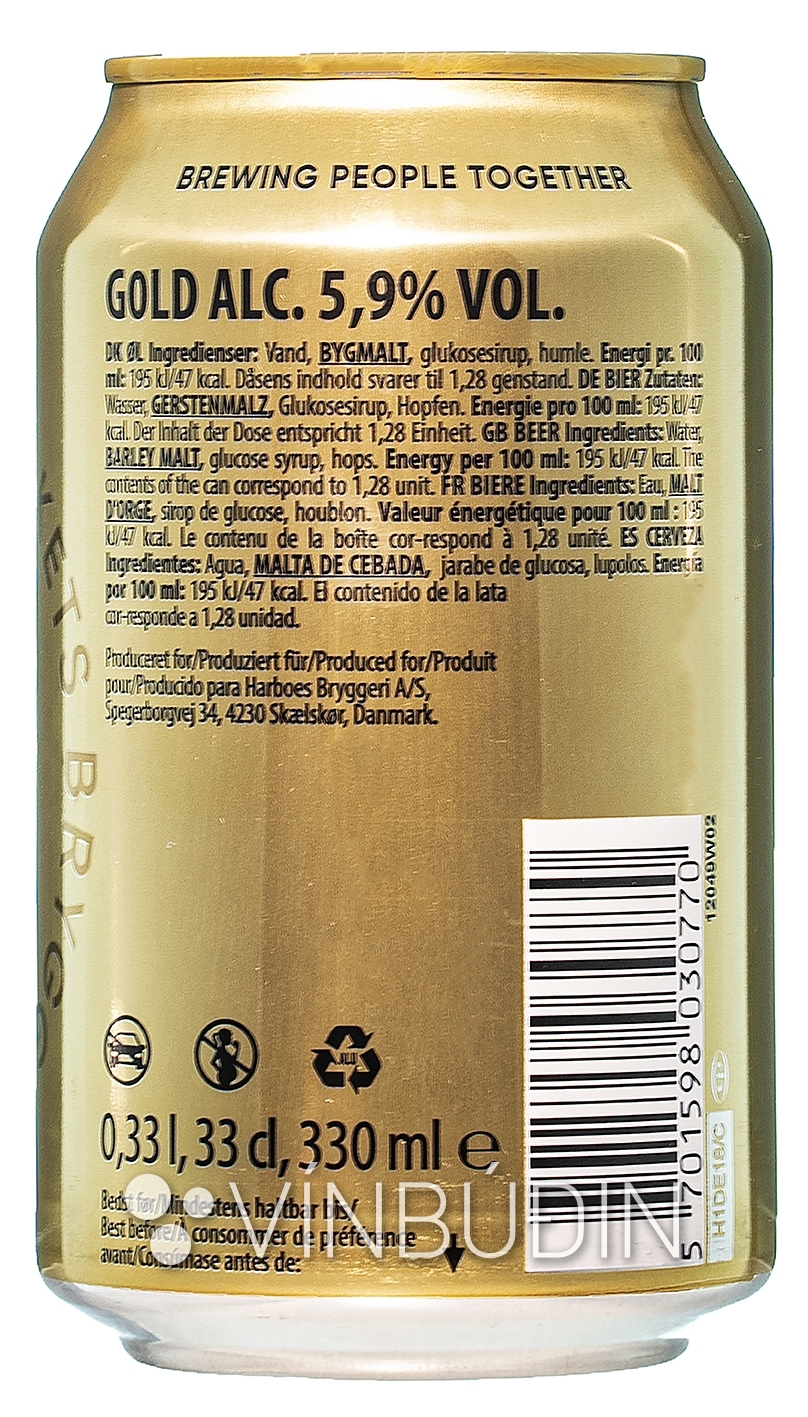 BREWING PEOPLE TOGETHER
GOLD ALC. 5,9% VOL.
DK ØL Ingredienser: Vand, BYGMALT, glukosesirup, humle. Energi pr. 100
ml: 195 kJ/47 kcal. Dåsens indhold svarer til 1,28 genstand. DE BIER Zutaten:
Wasser, GERSTENMALZ, Glukosesirup, Hopfen. Energie pro 100 ml: 195 kJ/47
kcal. Der Inhalt der Dose entspricht 1,28 Einheit. GB BEER Ingredients: Water,
BARLEY MALT, glucose syrup, hops. Energy per 100 ml: 195 kJ/47 kcal. The
contents of the can correspond to 1,28 unit. FR BIERE Ingredients: Eau, MALT
D'ORGE, sirop de glucose, houblon. Valeur énergétique pour 100 ml : 195
kJ/47 kcal. Le contenu de la boîte cor-respond à 1,28 unité. ES CERVEZA
Ingredientes: Agua, MALTA DE CEBADA, jarabe de glucosa, lupolos. Energia
por 100 ml: 195 kJ/47 kcal. El contenido de la lata
cor-responde a 1,28 unidad.
Produceret for/Produziert für/Produced for/Produit
pour/Producido para Harboes Bryggeri A/S,
Spegerborgvej 34, 4230 Skælskør, Danmark.
ETS BRYG
12049W02
5 701598 030770
H1DE18/C
ALU
0,33 l, 33 cl, 330 ml e
Bedst før/Mindestens haltbar bis/
Best before/À consommer de préférence
avant/Consúmase antes de:
VÍNBÚÐIN